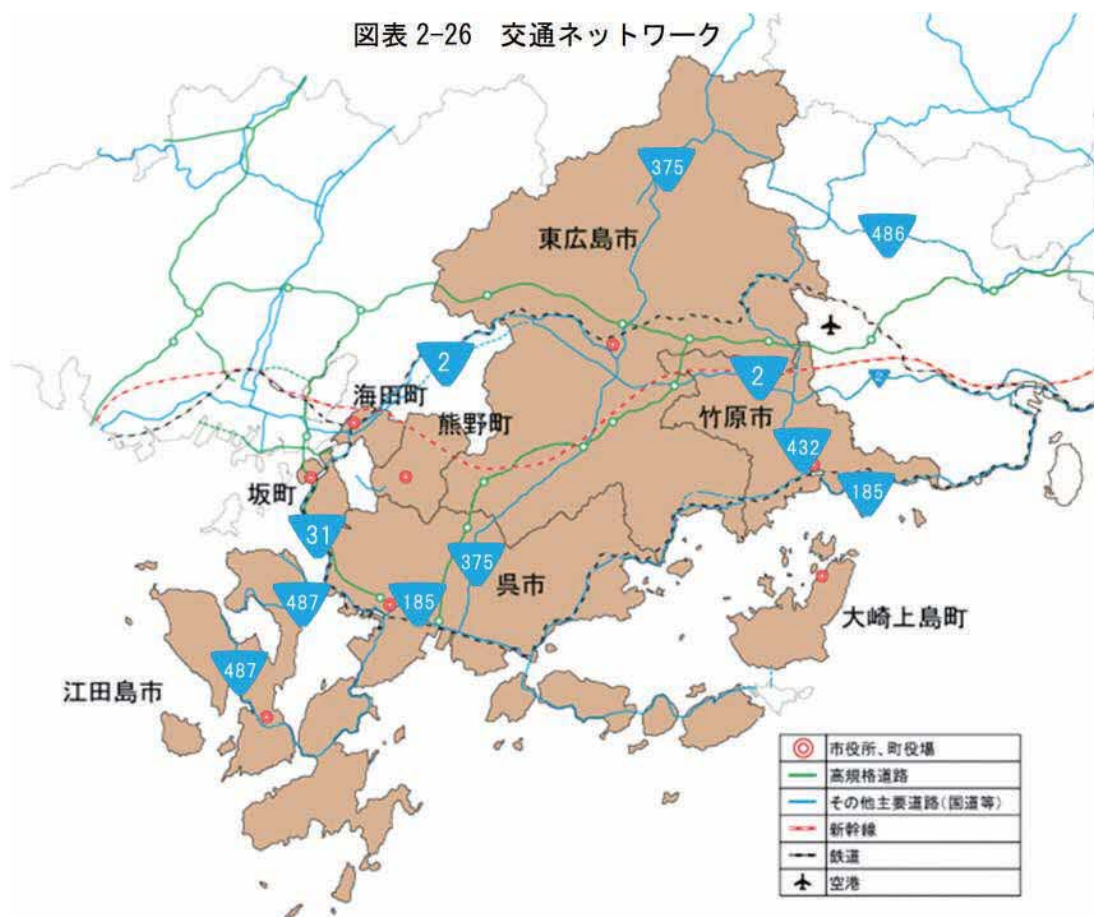 図表 2-26　交通ネットワーク
375
東広島市
486
2
海田町
熊野町
2
2
竹原市
432
坂町
185
31
375
呉市
487
185
大崎上島町
487
江田島市
市役所、町役場
高規格道路
その他主要道路(国道等)
新幹線
鉄道
空港